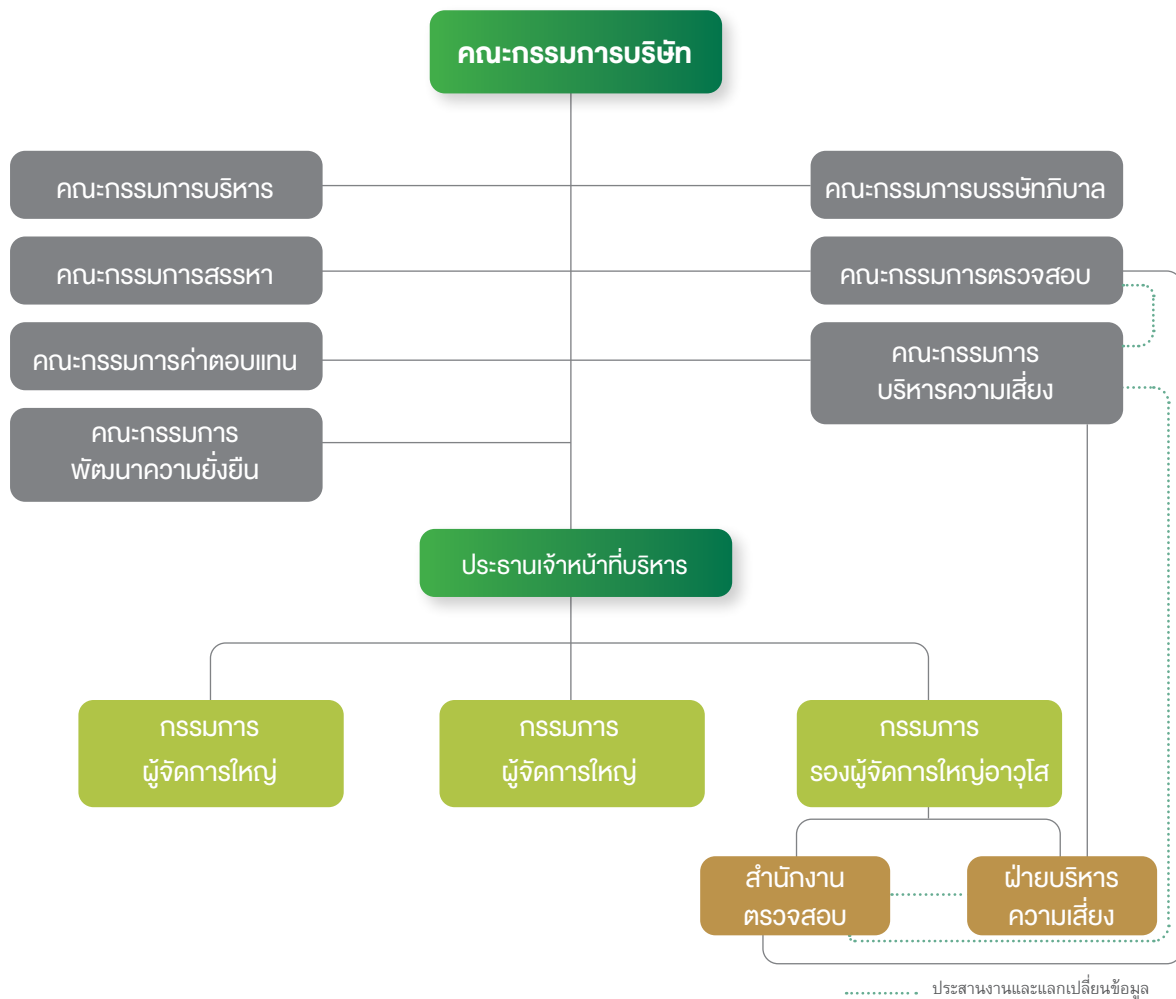 คณะกรรมการบริษัท
คณะกรรมการบริหาร
คณะกรรมการบรรษัทภิบาล
คณะกรรมการสรรหา
คณะกรรมการตรวจสอบ
คณะกรรมการค่าตอบแทน
คณะกรรมการ
บริหารความเสี่ยง
คณะกรรมการ
พัฒนาความยั่งยืน
ประธานเจ้าหน้าที่บริหาร
กรรมการ
ผู้จัดการใหญ่
กรรมการ
ผู้จัดการใหญ่
กรรมการ
รองผู้จัดการใหญ่อาวุโส
สำนักงาน
ตรวจสอบ
ฝ่ายบริหาร
ความเสี่ยง
ประสานงานและแลกเปลี่ยนข้อมูล